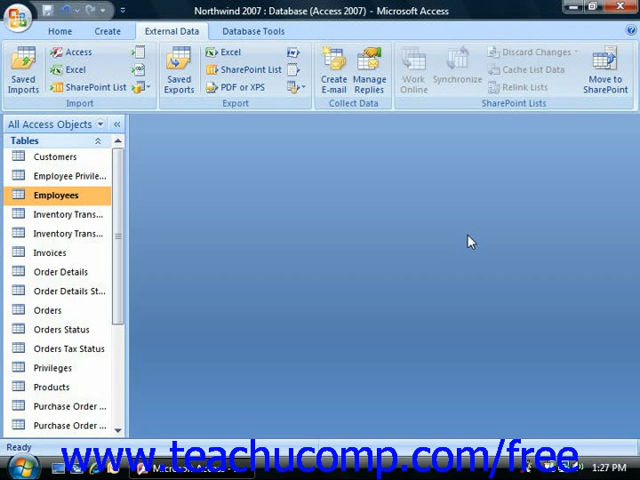 Northwind 2007 : Database (Access 2007) - Microsoft Access
Home Create External Data Database Tools
Saved Imports
Access
Excel
SharePoint List
Import
Saved Exports
Excel
SharePoint List
PDF or XPS
Export
Create E-mail
Manage Replies
Collect Data
Work Online
Synchronize
Discard Changes
Cache List Data
Relink Lists
Move to SharePoint
SharePoint Lists
All Access Objects
Tables
Customers
Employee Privile...
Employees
Inventory Trans...
Inventory Trans...
Invoices
Order Details
Order Details St...
Orders
Orders Status
Orders Tax Status
Privileges
Products
Purchase Order ...
Purchase Order ...
Ready
www.teachucomp.com/free
1:27 PM